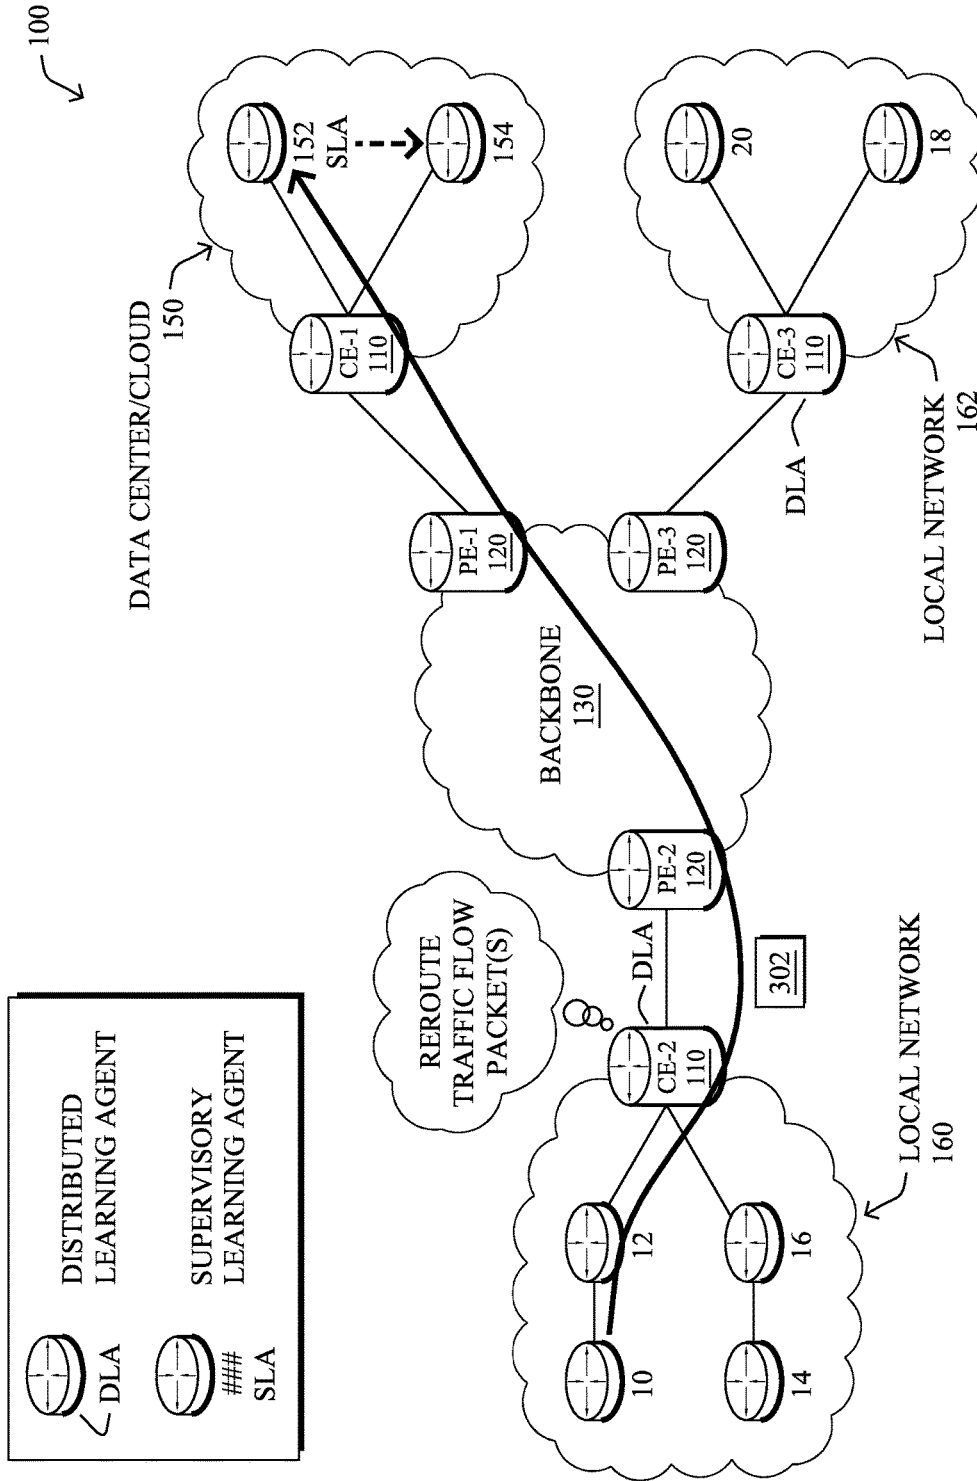 100
DISTRIBUTED
LEARNING AGENT
DLA
SUPERVISORY
LEARNING AGENT
###
SLA
DATA CENTER/CLOUD
150
152
SLA
154
CE-1
110
PE-1
120
BACKBONE
130
REROUTE
TRAFFIC FLOW
PACKET(S)
DLA
CE-2
110
PE-2
120
302
PE-3
120
CE-3
110
DLA
20
18
LOCAL NETWORK
162
10
12
14
16
LOCAL NETWORK
160